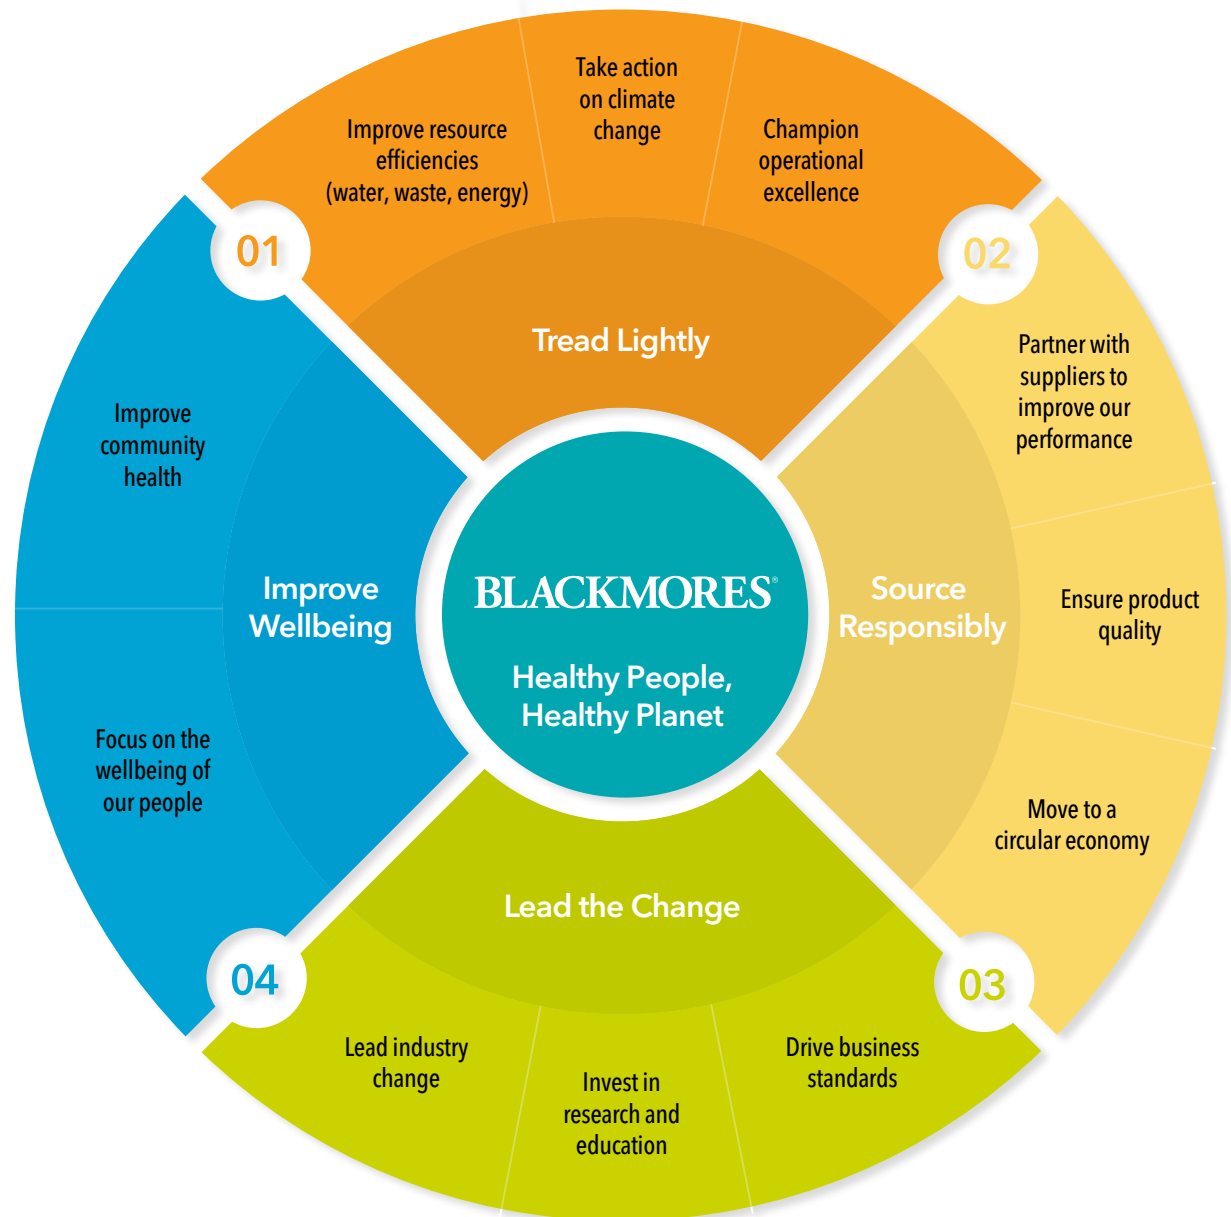 01
Tread Lightly
Improve resource
efficiencies
(water, waste, energy)
Take action
on climate
change
Champion
operational
excellence
02
Source
Responsibly
Partner with
suppliers to
improve our
performance
Ensure product
quality
Move to a
circular economy
03
Lead the Change
Drive business
standards
Invest in
research and
education
Lead industry
change
04
Improve
Wellbeing
Focus on the
wellbeing of
our people
Improve
community
health
BLACKMORES®
Healthy People,
Healthy Planet